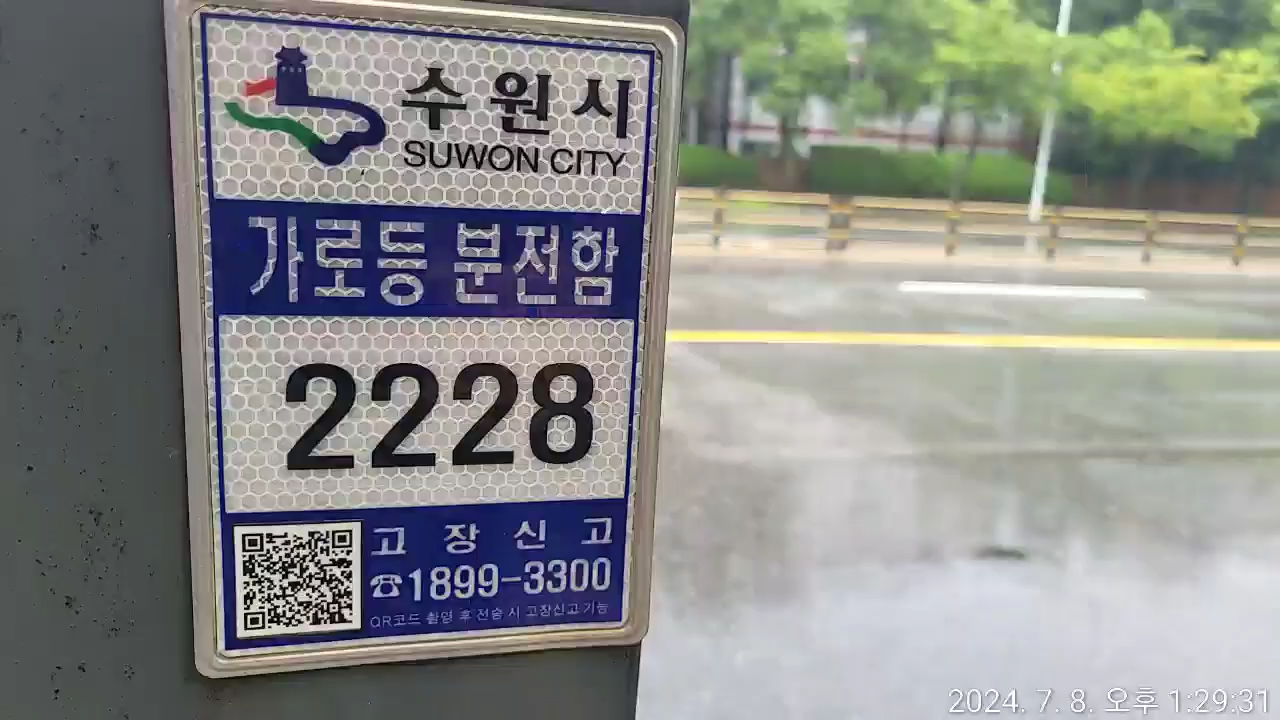 수원시
SUWON CITY
가로등 분전함
2228
고장신고
☎1899-3300
QR코드 촬영 후 전송 시 고장신고 기능
2024. 7. 8. 오후 1:29:31